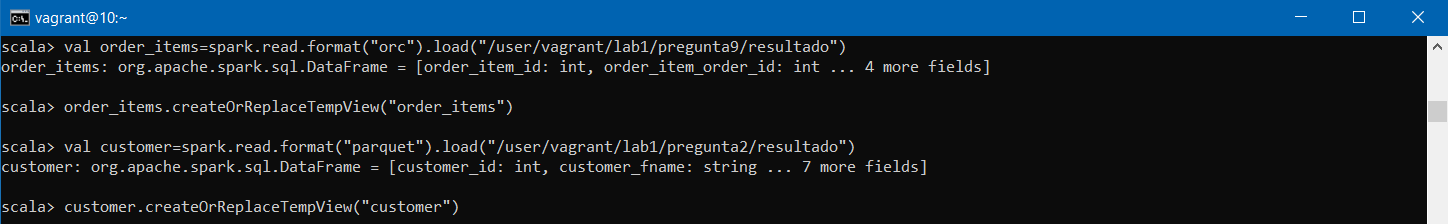 vagrant@10:~
scala> val order_items=spark.read.format("orc").load("/user/vagrant/lab1/pregunta9/resultado")
order_items: org.apache.spark.sql.DataFrame = [order_item_id: int, order_item_order_id: int ... 4 more fields]
scala> order_items.createOrReplaceTempView("order_items")
scala> val customer=spark.read.format("parquet").load("/user/vagrant/lab1/pregunta2/resultado")
customer: org.apache.spark.sql.DataFrame = [customer_id: int, customer_fname: string ... 7 more fields]
scala> customer.createOrReplaceTempView("customer")